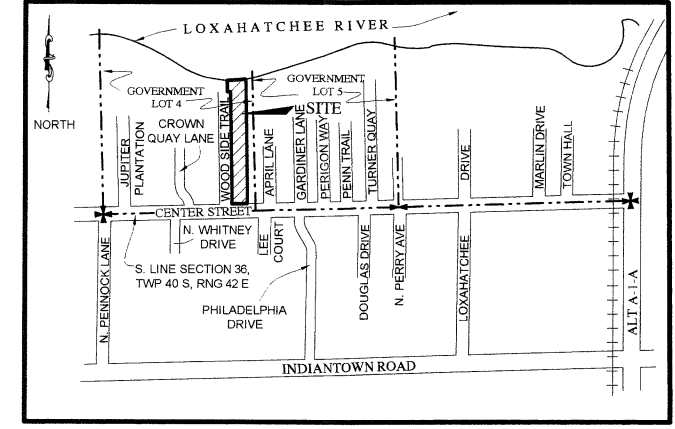 LOXAHATCHEE RIVER
NORTH
GOVERNMENT
LOT 4
GOVERNMENT
LOT 5
SITE
CROWN
QUAY LANE
JUPITER
PLANTATION
WOOD SIDE TRAIL
APRIL LANE
GARDINER LANE
PERIGON WAY
PENN TRAIL
TURNER QUAY
DRIVE
MARLIN DRIVE
TOWN HALL
CENTER STREET
N. PENNOCK LANE
N. WHITNEY
DRIVE
LEE
COURT
S. LINE SECTION 36,
TWP 40 S, RNG 42 E
PHILADELPHIA
DRIVE
DOUGLAS DRIVE
N. PERRY AVE
LOXAHATCHEE
ALT A-1-A
INDIANTOWN ROAD